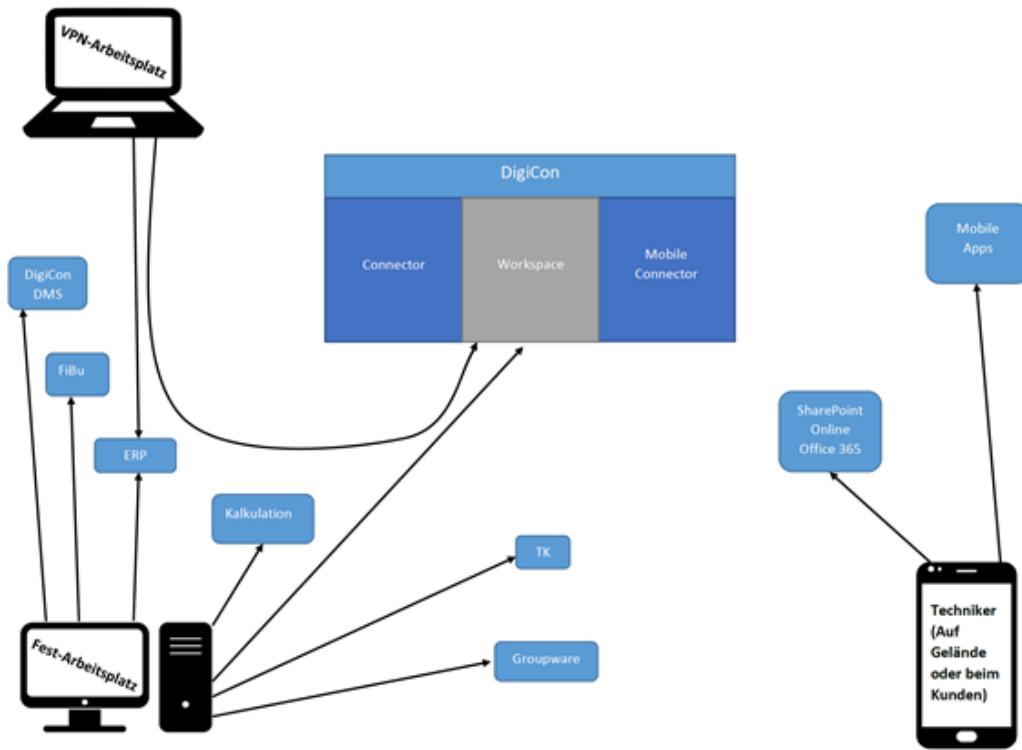 VPN-Arbeitsplatz
DigiCon
Connector
Workspace
Mobile
Connector
Mobile
Apps
DigiCon
DMS
FiBu
ERP
SharePoint
Online
Office 365
Kalkulation
TK
Groupware
Fest-Arbeitsplatz
Techniker
(Auf
Gelände
oder beim
Kunden)